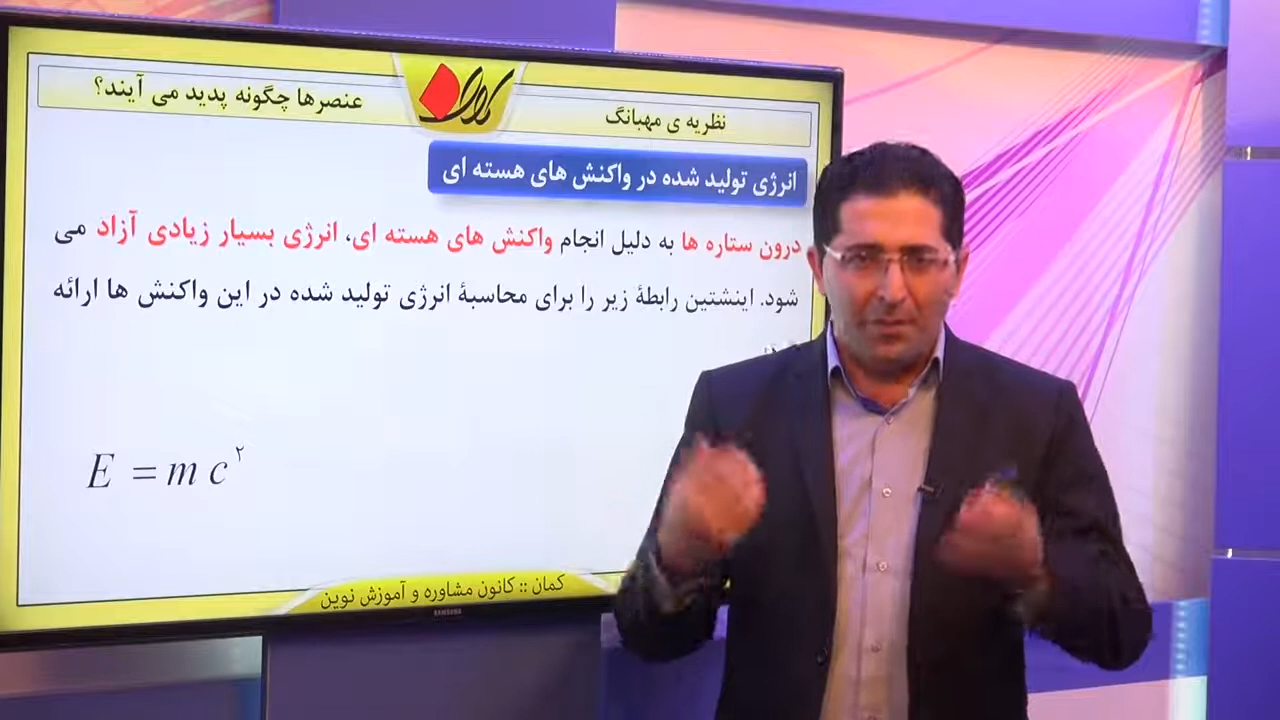 نظریه ی مهبانگ
عنصرها چگونه پدید می آیند؟
انرژی تولید شده در واکنش های هسته ای
درون ستاره ها به دلیل انجام واکنش های هسته ای، انرژی بسیار زیادی آزاد می
شود. اینشتین رابطهٔ زیر را برای محاسبهٔ انرژی تولید شده در این واکنش ها ارائه
E = m c²
کمان :: کانون مشاوره و آموزش نوین
SAMSUNG